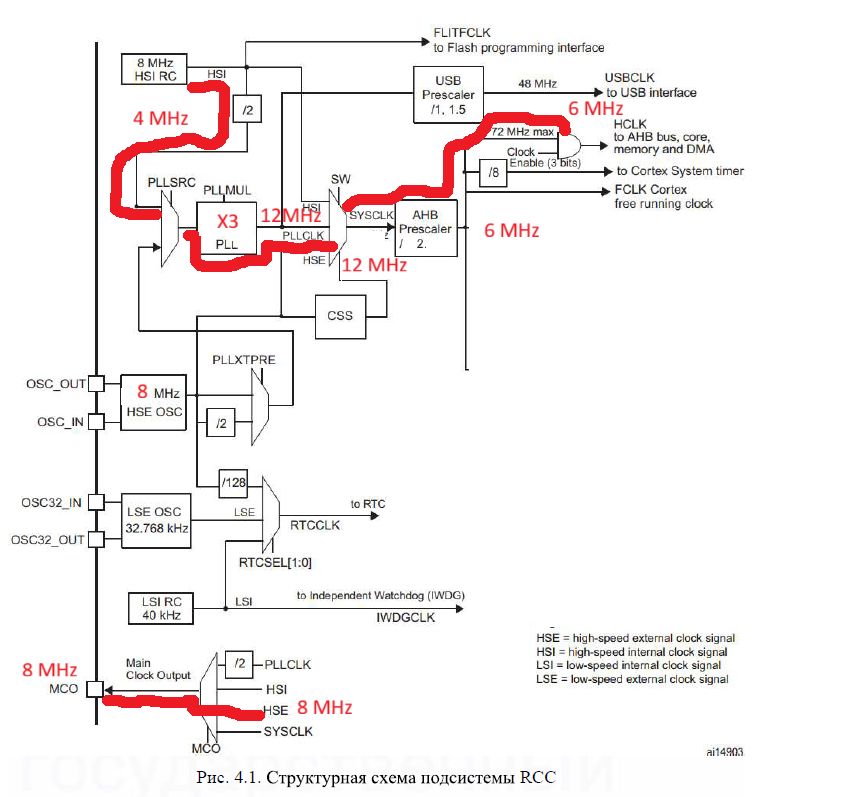 FLITFCLK
to Flash programming interface
8 MHz
HSI RC
HSI
/2
4 MHz
USB
Prescaler
/1, 1.5
48 MHz
USBCLK
to USB interface
6 MHz
72 MHz max
HCLK
to AHB bus, core,
memory and DMA
Clock
Enable (3 bits)
/8
to Cortex System timer
FCLK Cortex
free running clock
PLLSRC
PLLMUL
SW
X3
PLL
12MHz
HSI
PLLCLK
HSE
SYSCLK
12 MHz
AHB
Prescaler
/ 2.
6 MHz
CSS
PLLXTPRE
OSC_OUT
OSC_IN
8 MHz
HSE OSC
/2
/128
OSC32_IN
OSC32_OUT
LSE OSC
32.768 kHz
LSE
to RTC
RTCCLK
RTCSEL[1:0]
LSI RC
40 kHz
LSI
to Independent Watchdog (IWDG)
IWDGCLK
HSE = high-speed external clock signal
HSI = high-speed internal clock signal
LSI = low-speed internal clock signal
LSE = low-speed external clock signal
8 MHz
MCO
Main
Clock Output
/2
PLLCLK
HSI
HSE
8 MHz
SYSCLK
MCO
ai14903
Рис. 4.1. Структурная схема подсистемы RCC
государственный